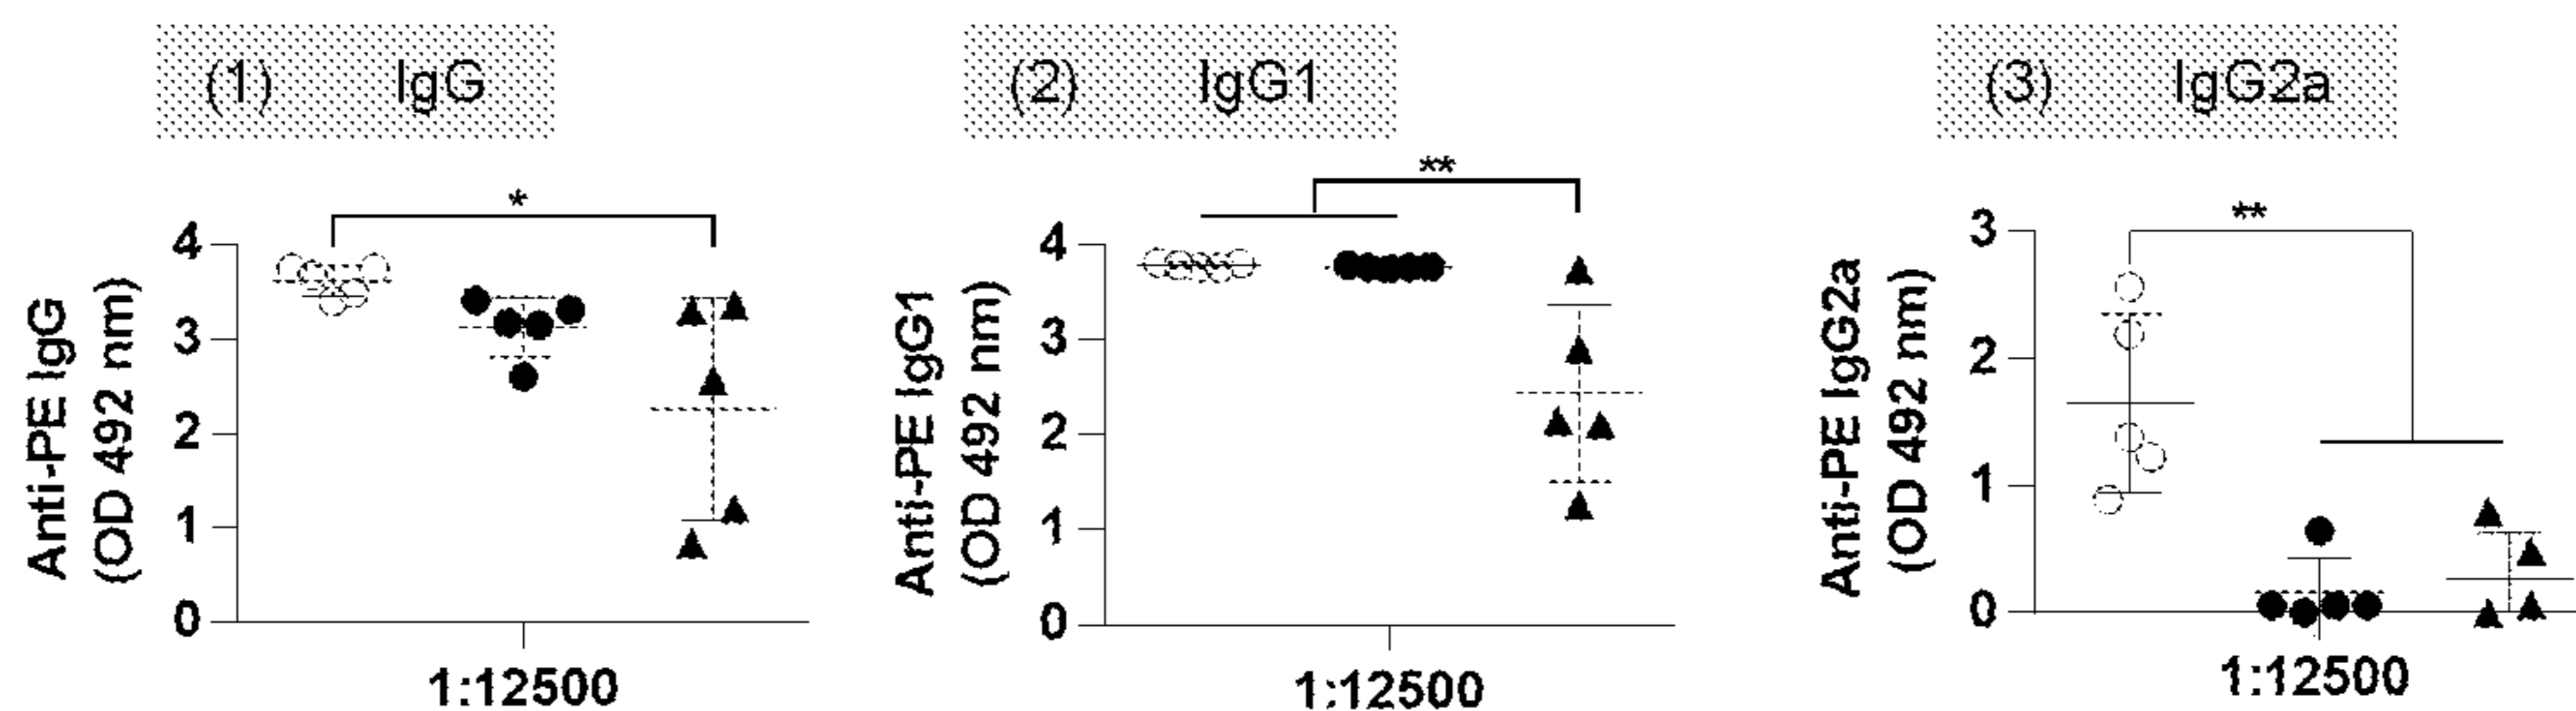 (1) IgG
*
4
3
2
1
0
Anti-PE IgG
(OD 492 nm)
1:12500
(2) IgG1
**
4
3
2
1
0
Anti-PE IgG1
(OD 492 nm)
1:12500
(3) IgG2a
**
3
2
1
0
Anti-PE IgG2a
(OD 492 nm)
1:12500